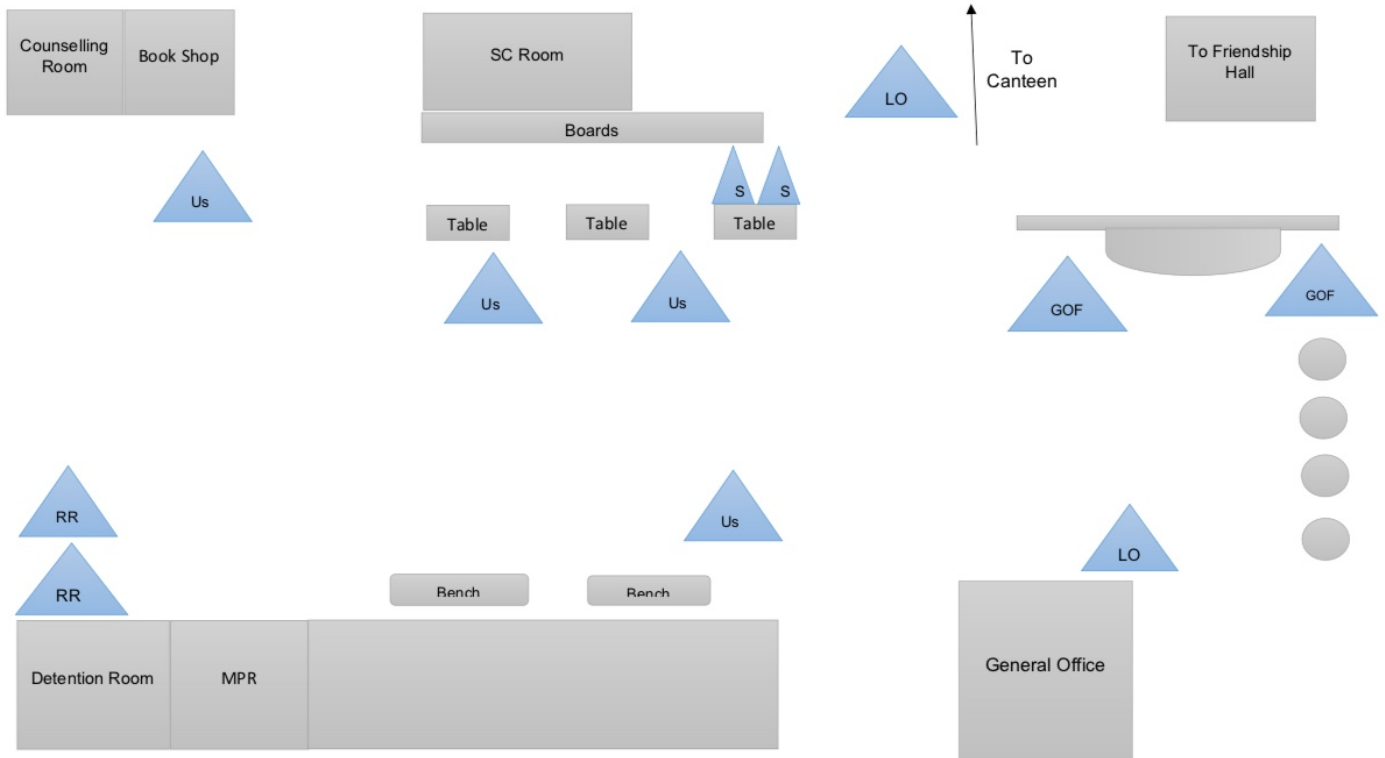 Counselling
Room
Book Shop
SC Room
To
Canteen
To Friendship
Hall
LO
Boards
Us
S
S
Table
Table
Table
Us
Us
GOF
GOF
RR
Us
LO
RR
Bench
Bench
Detention Room
MPR
General Office